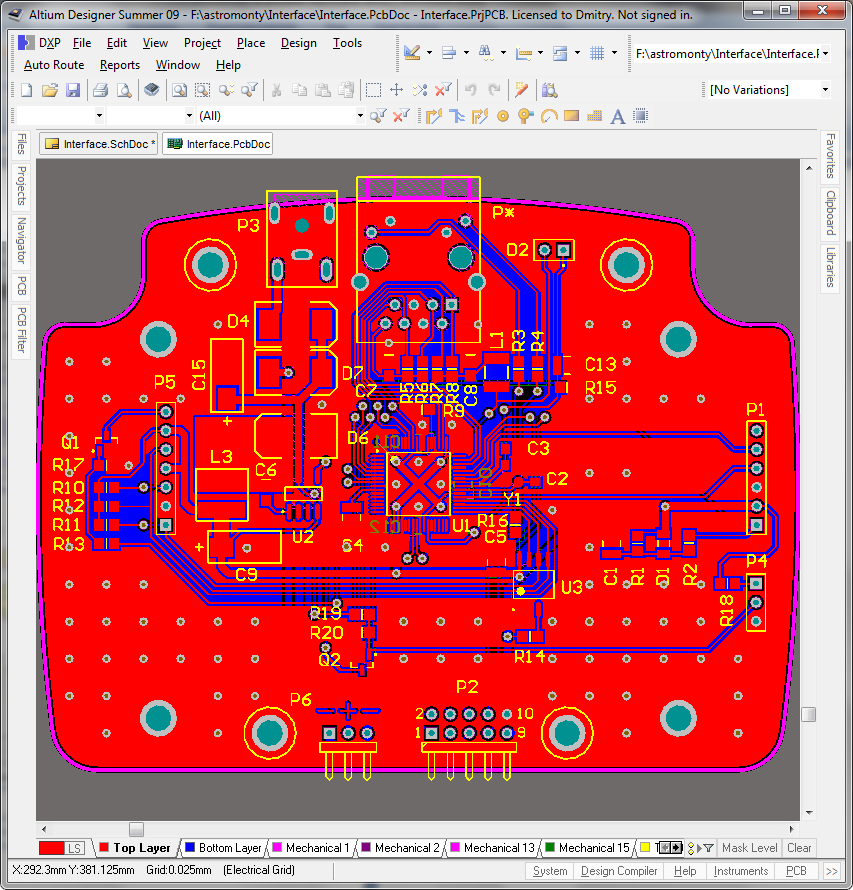 Altium Designer Summer 09 - F:\astromonty\Interface\Interface.PcbDoc - Interface.PrjPCB. Licensed to Dmitry. Not signed in.
DXP File Edit View Project Place Design Tools
F:\astromonty\Interface\Interface.F
Auto Route Reports Window Help
[No Variations]
(All)
Interface.SchDoc * Interface.PcbDoc
Files
Projects
Navigator
PCB
PCB Filter
Favorites
Clipboard
Libraries
P3
P*
D2
D4
L1
R3
R4
C15
D7
C13
R15
P5
C7
R5
R6
R7
R8
C8
R9
P1
D6
U1
C3
R17
L3
C6
C2
R10
Y1
R12
R11
U2
U1
R16
C5
R13
C9
C1
R1
D1
R2
P4
U3
R18
R19
R20
R14
Q2
P6
P2
2 10
1 9
LS Top Layer Bottom Layer Mechanical 1 Mechanical 2 Mechanical 13 Mechanical 15 Mask Level Clear
X:292.3mm Y:381.125mm Grid:0.025mm (Electrical Grid) System Design Compiler Help Instruments PCB >>